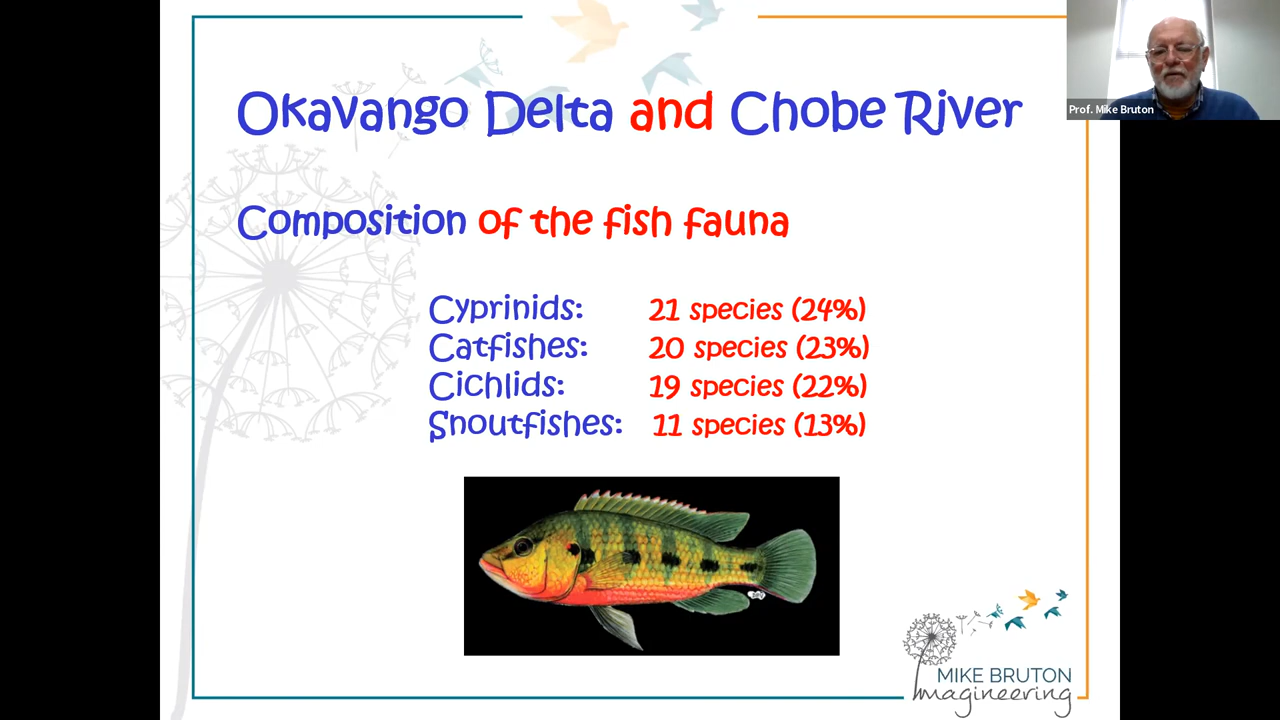 Okavango Delta and Chobe River
Prof. Mike Bruton
Composition of the fish fauna
Cyprinids: 21 species (24%)
Catfishes: 20 species (23%)
Cichlids: 19 species (22%)
Snoutfishes: 11 species (13%)
MIKE BRUTON
Imagineering